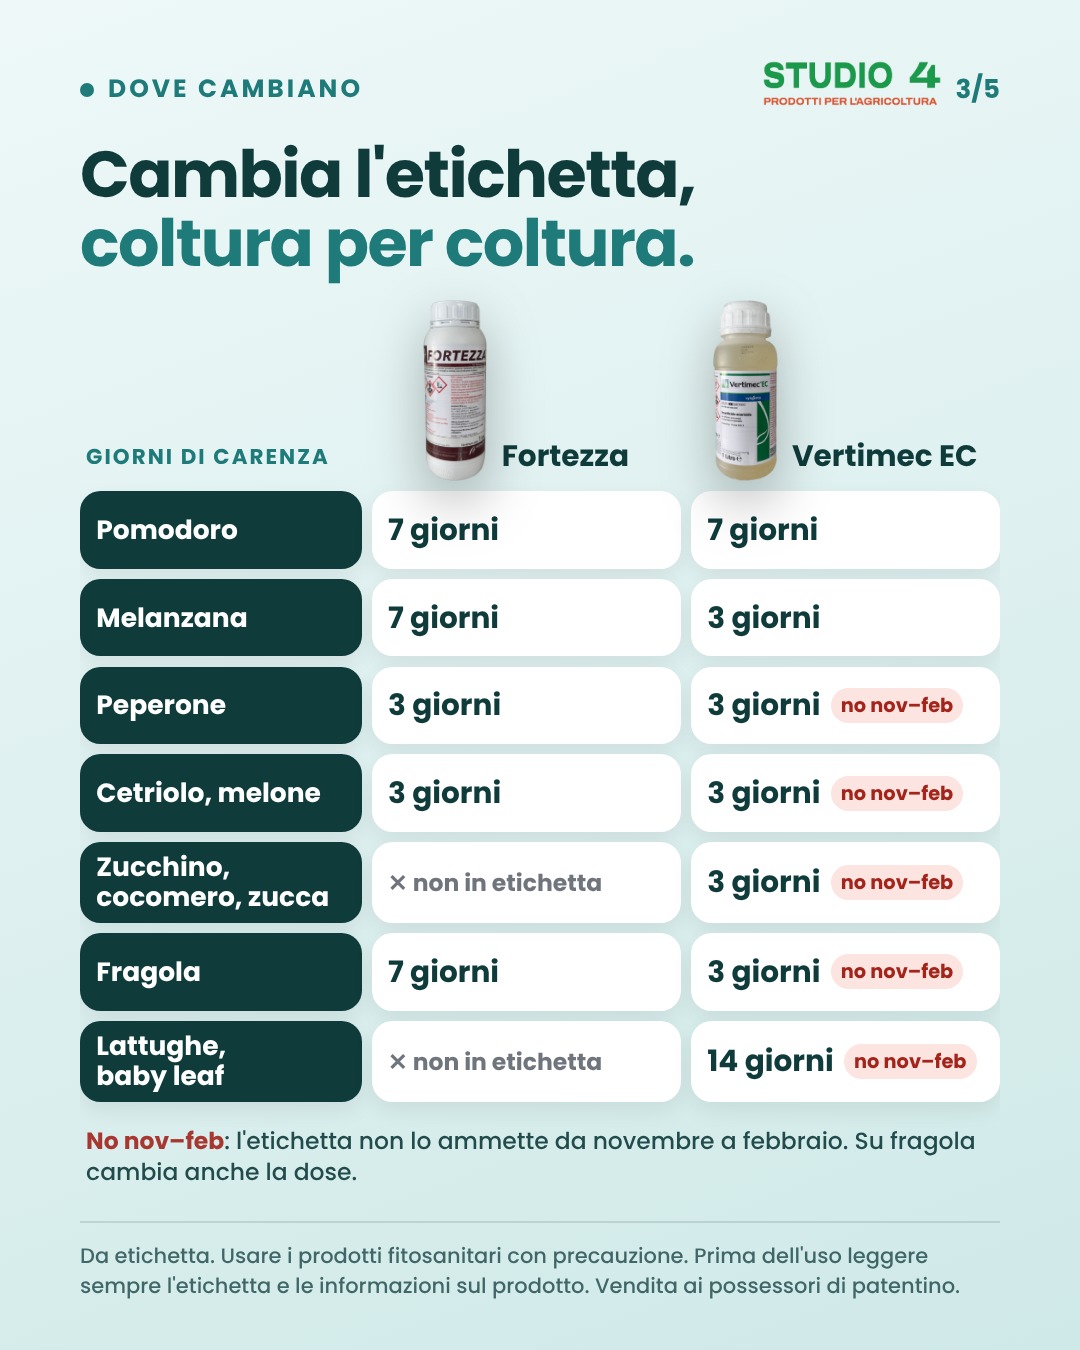 DOVE CAMBIANO
STUDIO 4
PRODOTTI PER L'AGRICOLTURA
3/5
Cambia l'etichetta,
coltura per coltura.
FORTEZZA
Vertimec EC
syngenta
GIORNI DI CARENZA
Fortezza
Vertimec EC
Pomodoro
7 giorni
7 giorni
Melanzana
7 giorni
3 giorni
Peperone
3 giorni
3 giorni no nov–feb
Cetriolo, melone
3 giorni
3 giorni no nov–feb
Zucchino,
cocomero, zucca
✕ non in etichetta
3 giorni no nov–feb
Fragola
7 giorni
3 giorni no nov–feb
Lattughe,
baby leaf
✕ non in etichetta
14 giorni no nov–feb
No nov–feb: l'etichetta non lo ammette da novembre a febbraio. Su fragola
cambia anche la dose.
Da etichetta. Usare i prodotti fitosanitari con precauzione. Prima dell'uso leggere
sempre l'etichetta e le informazioni sul prodotto. Vendita ai possessori di patentino.